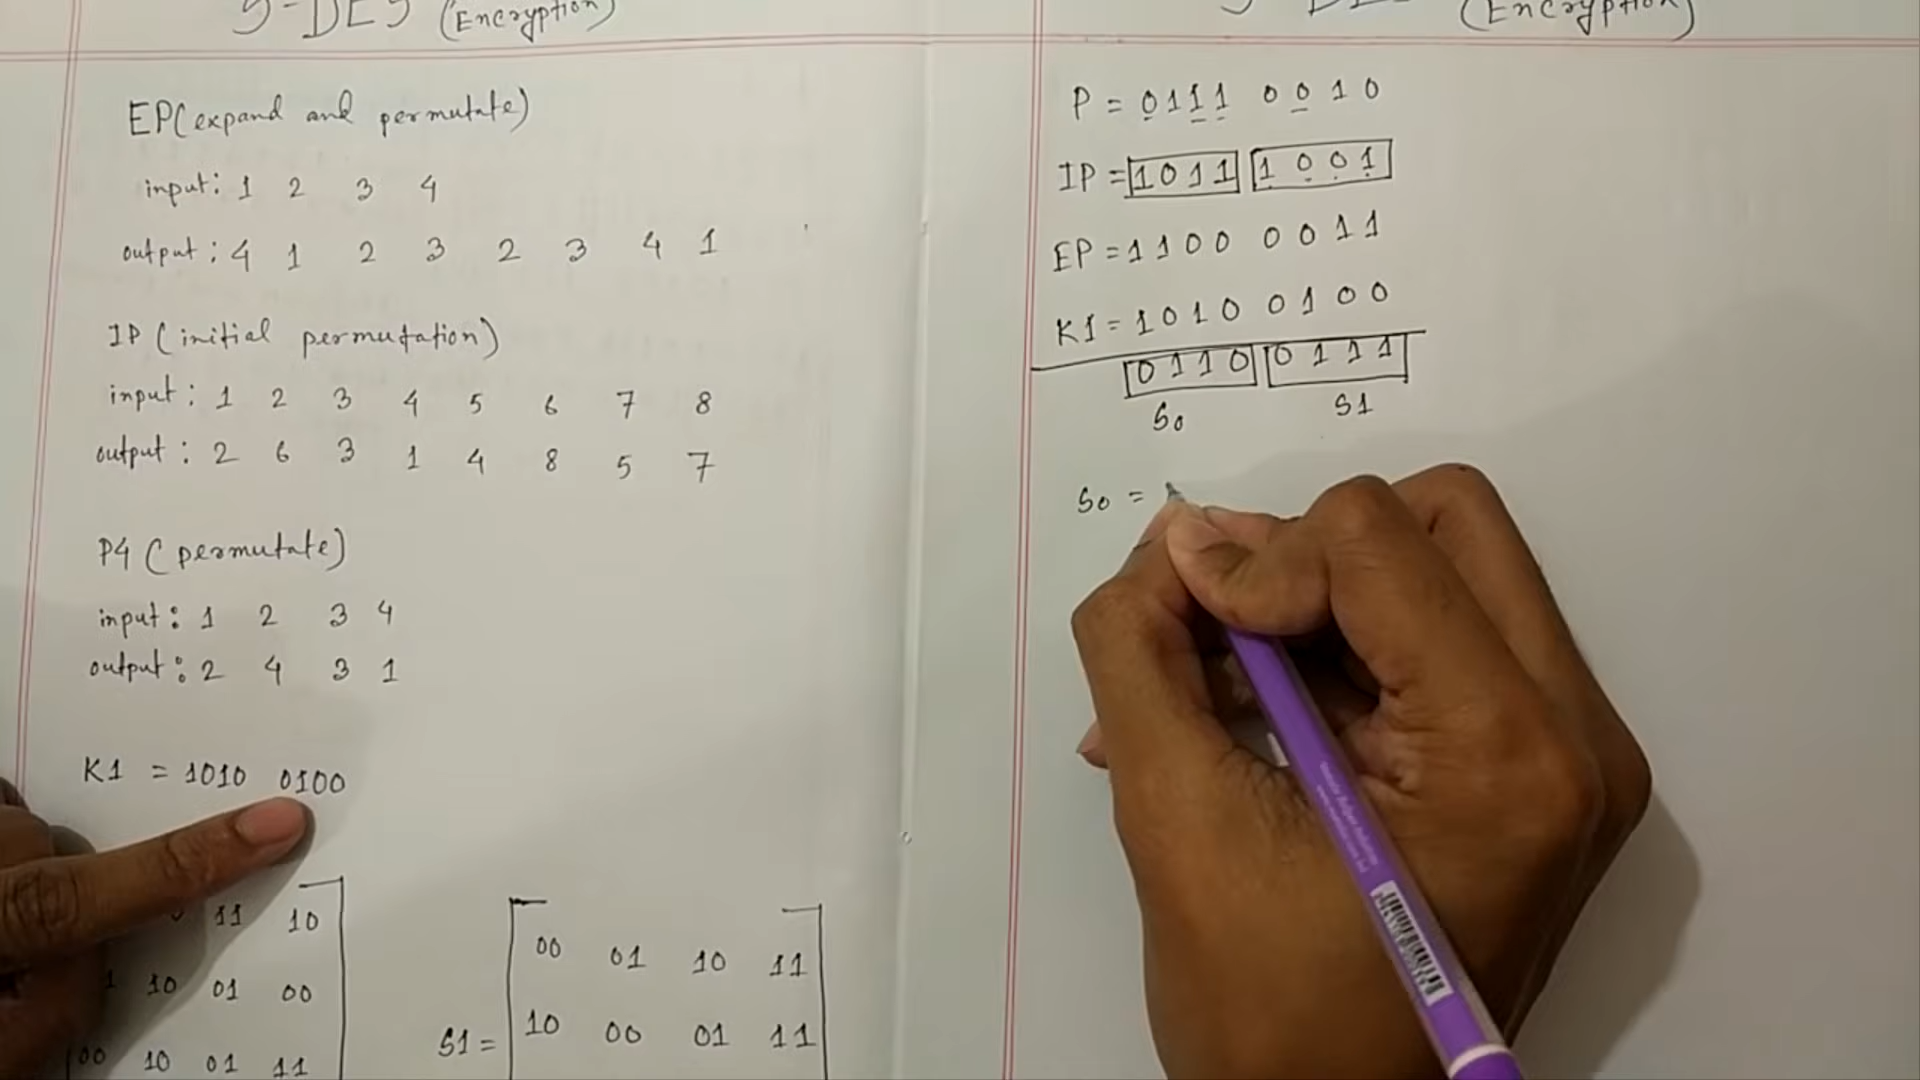 S-DES (Encryption)
EP(expand and permutate)
input: 1 2 3 4
output: 4 1 2 3 2 3 4 1
IP (initial permutation)
input: 1 2 3 4 5 6 7 8
output: 2 6 3 1 4 8 5 7
P4 (permutate)
input: 1 2 3 4
output: 2 4 3 1
K1 = 1010 0100
11 10
10 01 00
00 10 01 11
S1 =
00 01 10 11
10 00 01 11
(Encryption)
P = 0111 0010
IP = 1011 1001
EP = 1100 0011
K1 = 1010 0100
0110 0111
S0 S1
S0 =